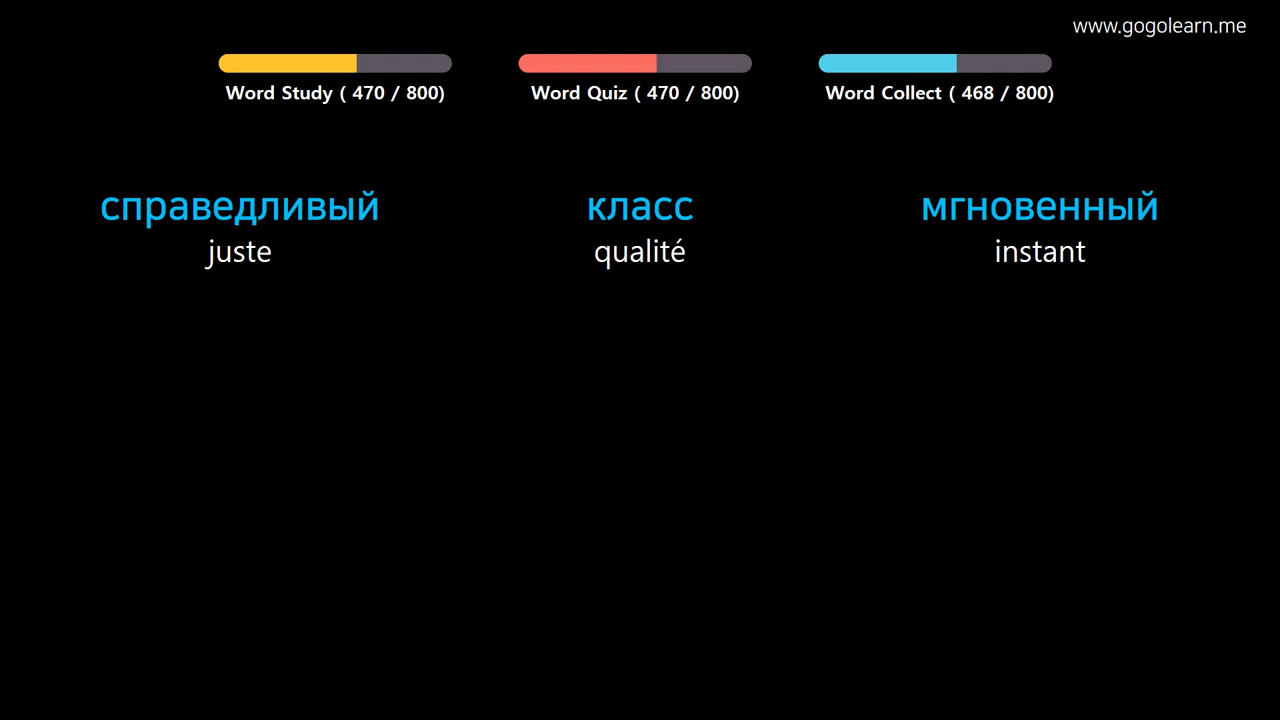 www.gogolearn.me
Word Study ( 470 / 800)
Word Quiz ( 470 / 800)
Word Collect ( 468 / 800)
справедливый
juste
класс
qualité
мгновенный
instant